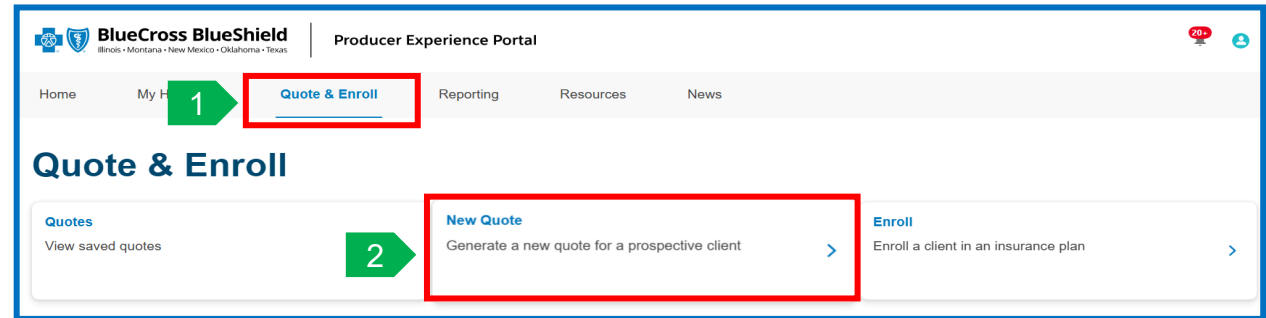 BlueCross BlueShield
Illinois • Montana • New Mexico • Oklahoma • Texas
Producer Experience Portal
20+
Home My H 1 Quote & Enroll Reporting Resources News
Quote & Enroll
Quotes
View saved quotes
2
New Quote
Generate a new quote for a prospective client
Enroll
Enroll a client in an insurance plan